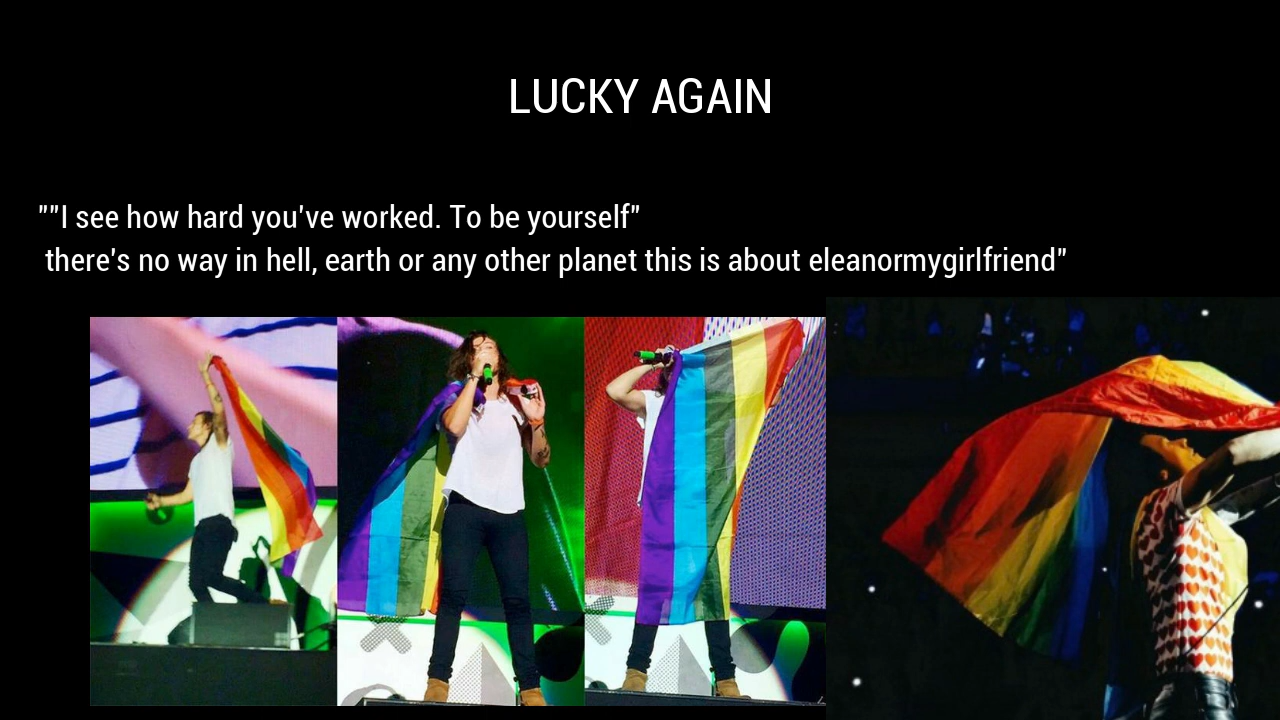 LUCKY AGAIN
""I see how hard you've worked. To be yourself"
there's no way in hell, earth or any other planet this is about eleanormygirlfriend"